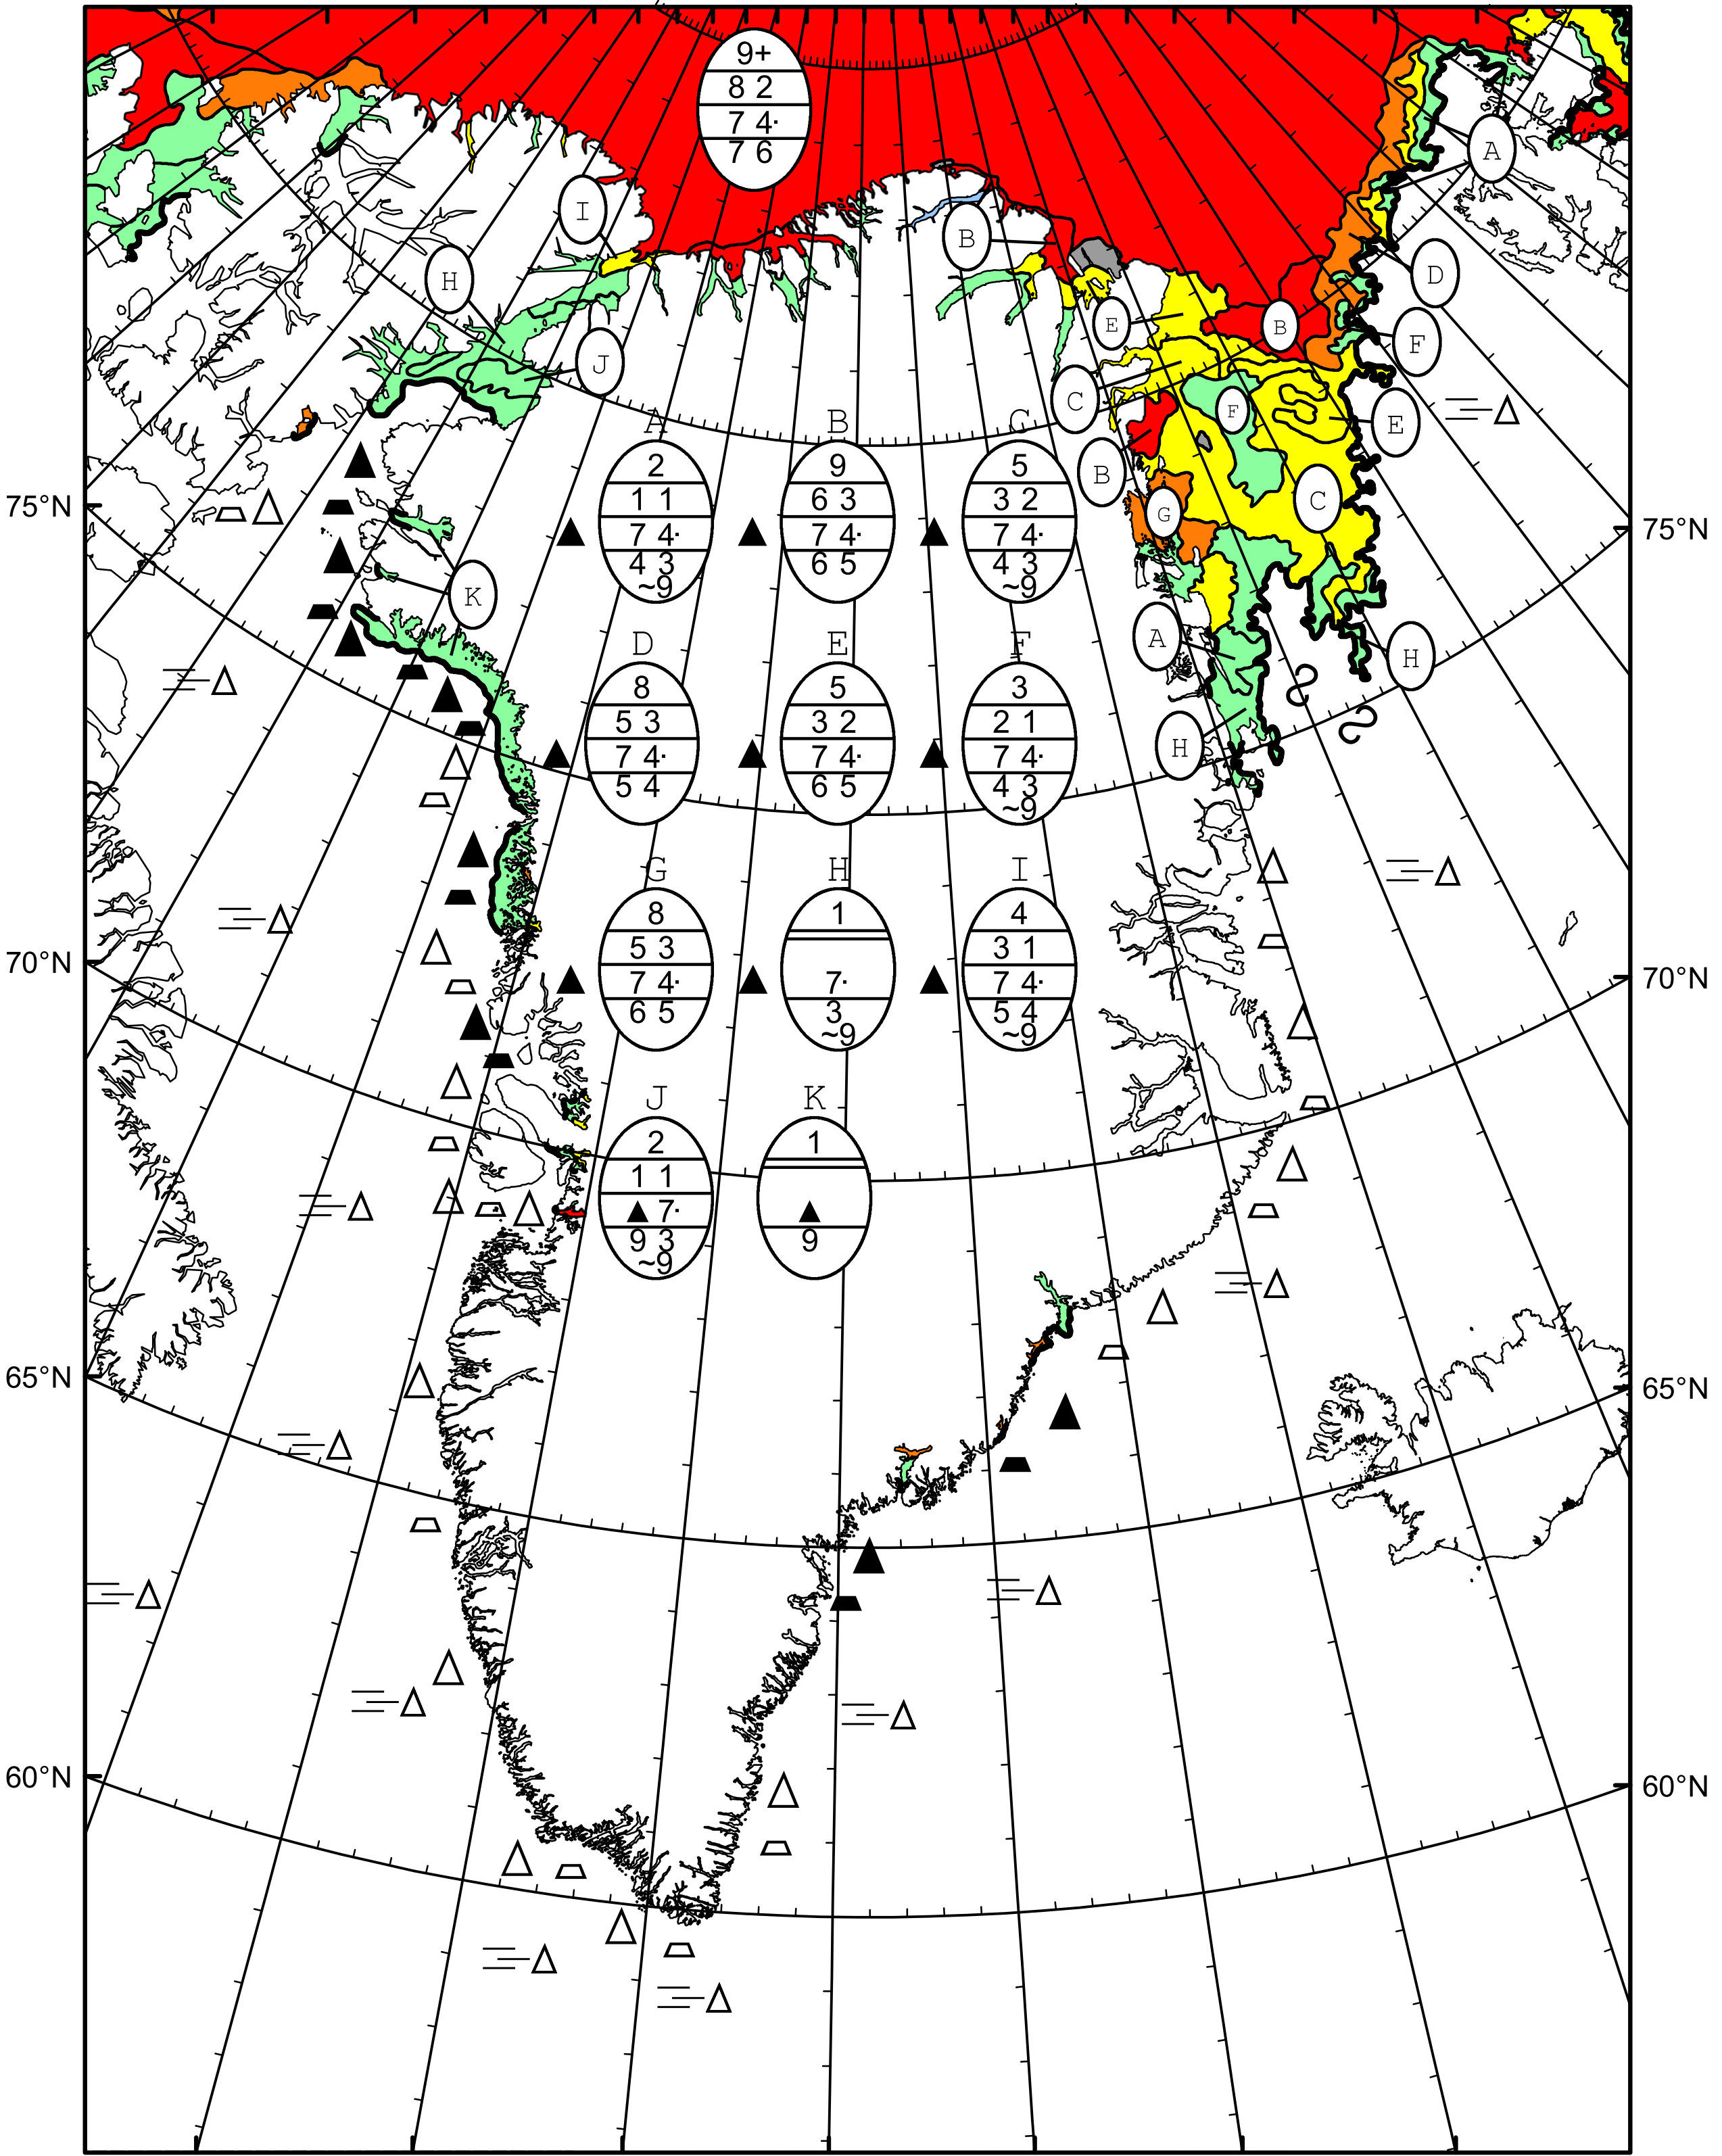 9+
8 2
7 4·
7 6
A
I
B
H
D
E
B
F
J
C
F
E
A B C
2 9 5
1 1 6 3 3 2
7 4· 7 4· 7 4·
4 3 6 5 4 3
~9 ~9
B
G
C
75°N
75°N
K
A
H
D E F
8 5 3
5 3 3 2 2 1
7 4· 7 4· 7 4·
5 4 6 5 4 3
~9
H
G H I
8 1 4
5 3 3 1
7 4· 7· 7 4·
6 5 3 5 4
~9 ~9
70°N
70°N
J K
2 1
1 1
7·
9 3 9
~9
65°N
65°N
60°N
60°N